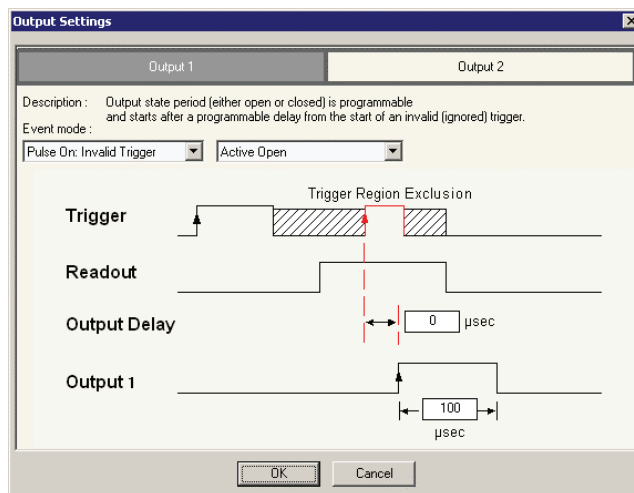 Output Settings
Output 1
Output 2
Description : Output state period (either open or closed) is programmable
and starts after a programmable delay from the start of an invalid (ignored) trigger.
Event mode :
Pulse On: Invalid Trigger
Active Open
Trigger Region Exclusion
Trigger
Readout
Output Delay
0 µsec
Output 1
100
µsec
OK
Cancel